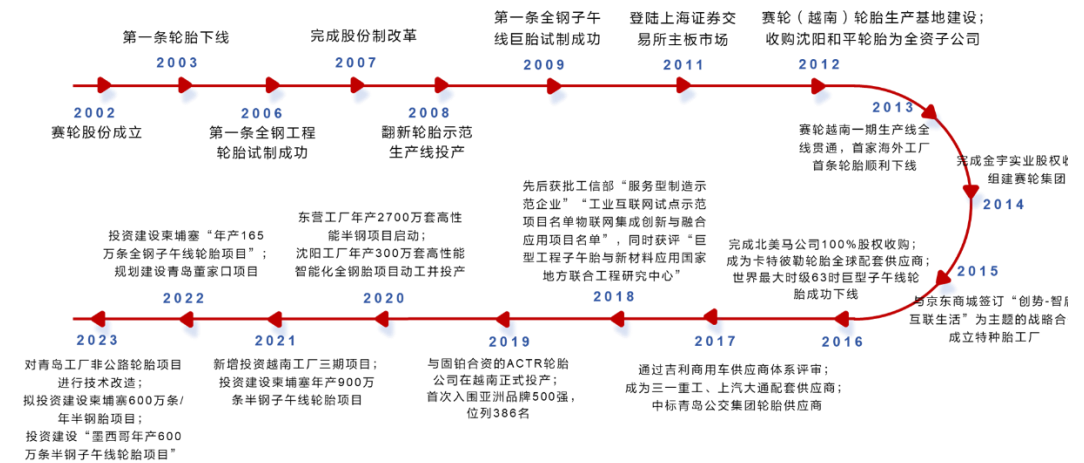 第一条轮胎下线
2003
完成股份制改革
2007
第一条全钢子午
线巨胎试制成功
2009
登陆上海证券交
易所主板市场
2011
赛轮（越南）轮胎生产基地建设；
收购沈阳和平轮胎为全资子公司
2012
2002
赛轮股份成立
2006
第一条全钢工程
轮胎试制成功
2008
翻新轮胎示范
生产线投产
2013
赛轮越南一期生产线全
线贯通，首家海外工厂
首条轮胎顺利下线
完成金宇实业股权收
组建赛轮集团
2014
2015
与京东商城签订“创势-智启
互联生活”为主题的战略合
成立特种胎工厂
完成北美马公司100%股权收购；
成为卡特彼勒轮胎全球配套供应商；
世界最大时级63时巨型子午线轮
胎成功下线
2016
先后获批工信部“服务型制造示
范企业”“工业互联网试点示范
项目名单物联网集成创新与融合
应用项目名单”，同时获评“巨
型工程子午胎与新材料应用国家
地方联合工程研究中心”
2018
2017
通过吉利商用车供应商体系评审；
成为三一重工、上汽大通配套供应商；
中标青岛公交集团轮胎供应商
2019
与固铂合资的ACTR轮胎
公司在越南正式投产；
首次入围亚洲品牌500强，
位列386名
东营工厂年产2700万套高性
能半钢项目启动；
沈阳工厂年产300万套高性能
智能化全钢胎项目动工并投产
2020
2021
新增投资越南工厂三期项目；
投资建设柬埔寨年产900万
条半钢子午线轮胎项目
投资建设柬埔寨“年产165
万条全钢子午线轮胎项目”；
规划建设青岛董家口项目
2022
2023
对青岛工厂非公路轮胎项目
进行技术改造；
拟投资建设柬埔寨600万条/
年半钢胎项目；
投资建设“墨西哥年产600
万条半钢子午线轮胎项目”